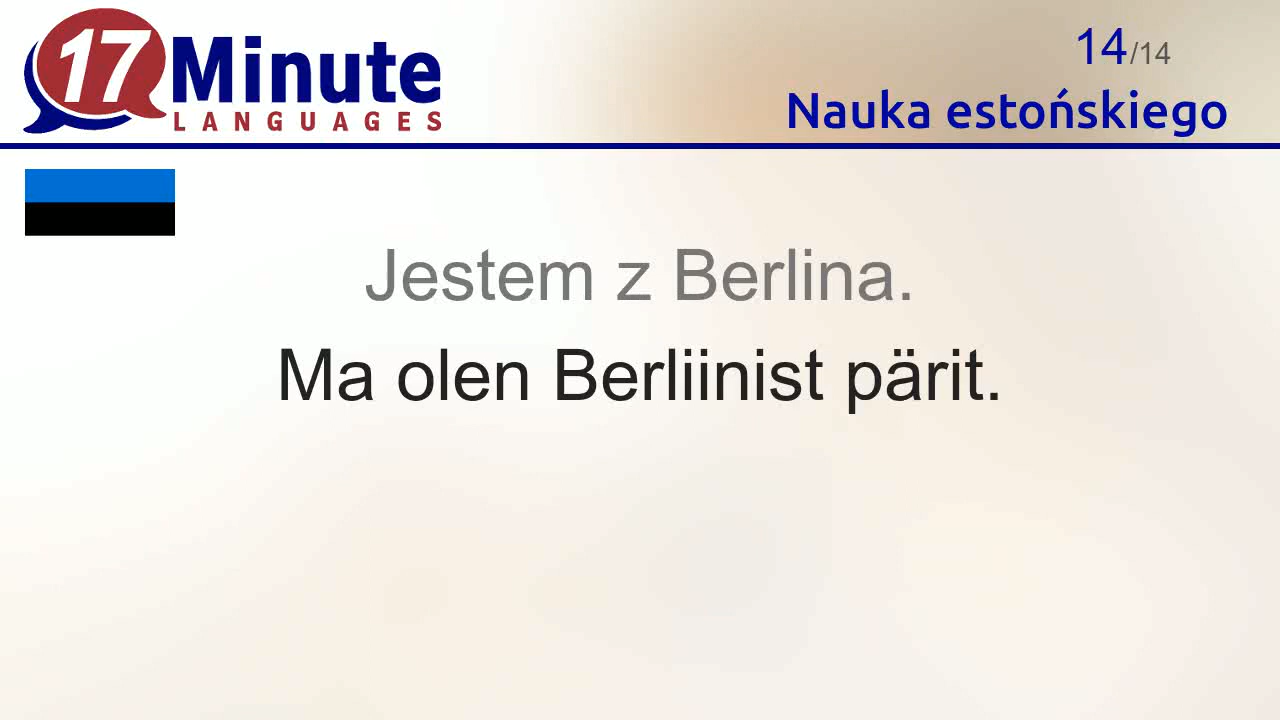 17 Minute
LANGUAGES
14/14
Nauka estońskiego
Jestem z Berlina.
Ma olen Berliinist pärit.